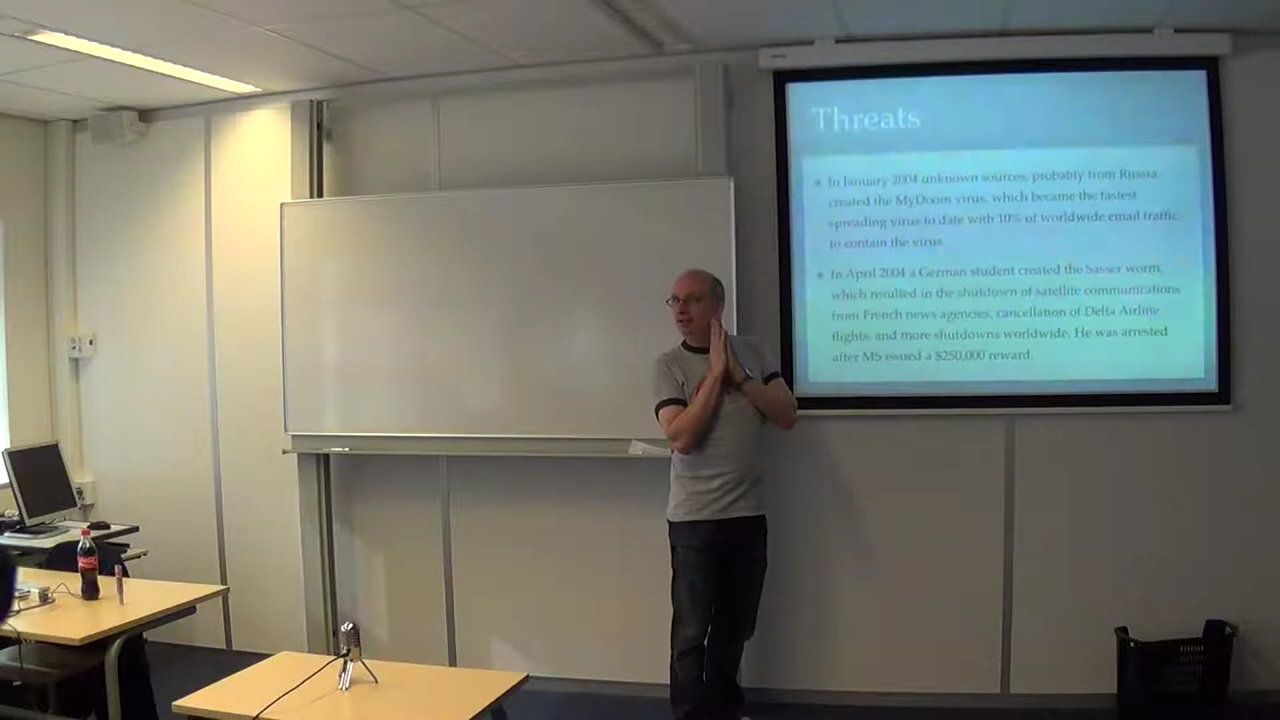 Threats
In January 2004 unknown sources, probably from Russia,
created the MyDoom virus, which became the fastest
spreading virus to date with 10% of worldwide email traffic
to contain the virus.
In April 2004 a German student created the Sasser worm,
which resulted in the shutdown of satellite communications
from French news agencies, cancellation of Delta Airline
flights, and more shutdowns worldwide. He was arrested
after MS issued a $250,000 reward.